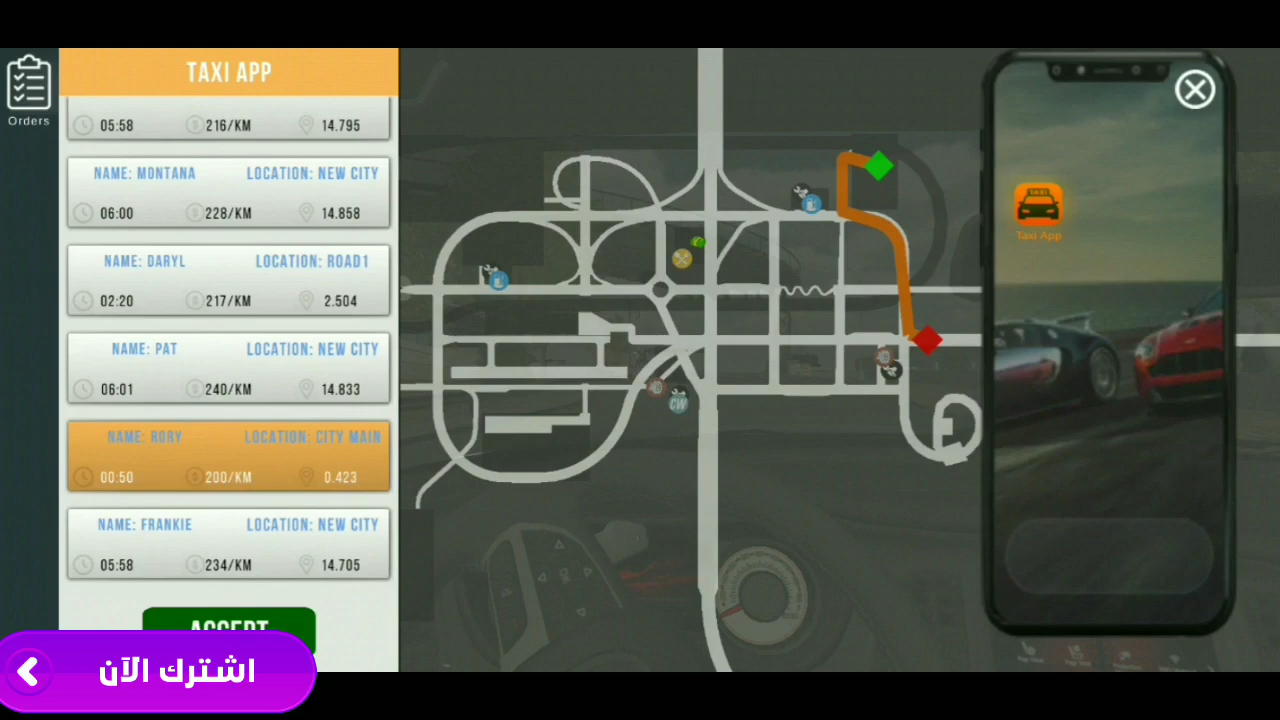 TAXI APP
Orders
05:58 216/KM 14.795
NAME: MONTANA LOCATION: NEW CITY
06:00 228/KM 14.858
NAME: DARYL LOCATION: ROAD1
02:20 217/KM 2.504
NAME: PAT LOCATION: NEW CITY
06:01 240/KM 14.833
NAME: RORY LOCATION: CITY MAIN
00:50 200/KM 0.423
NAME: FRANKIE LOCATION: NEW CITY
05:58 234/KM 14.705
ACCEPT
اشترك الآن
CW
TAXI
Taxi App